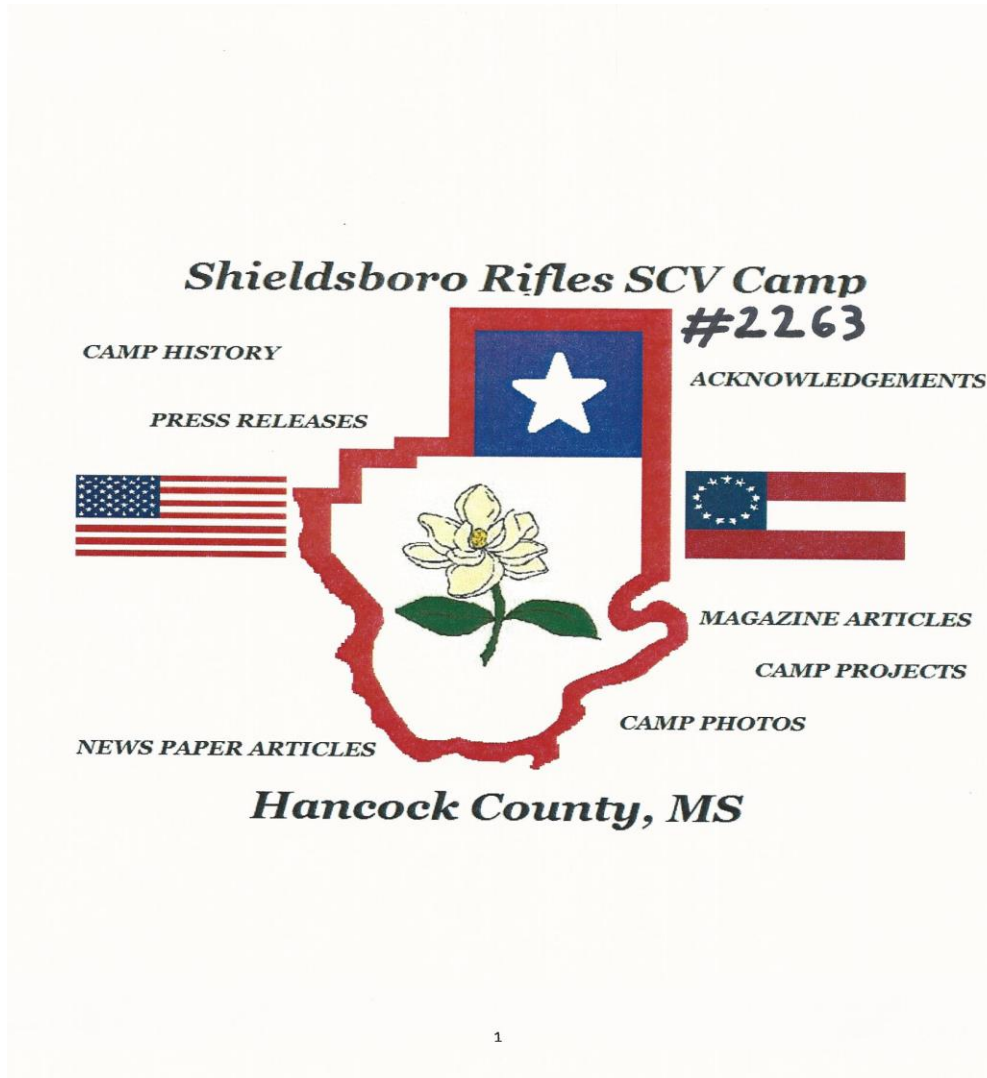 Shieldsboro Rifles SCV Camp
#2263
CAMP HISTORY
ACKNOWLEDGEMENTS
PRESS RELEASES
MAGAZINE ARTICLES
CAMP PROJECTS
CAMP PHOTOS
NEWS PAPER ARTICLES
Hancock County, MS
1